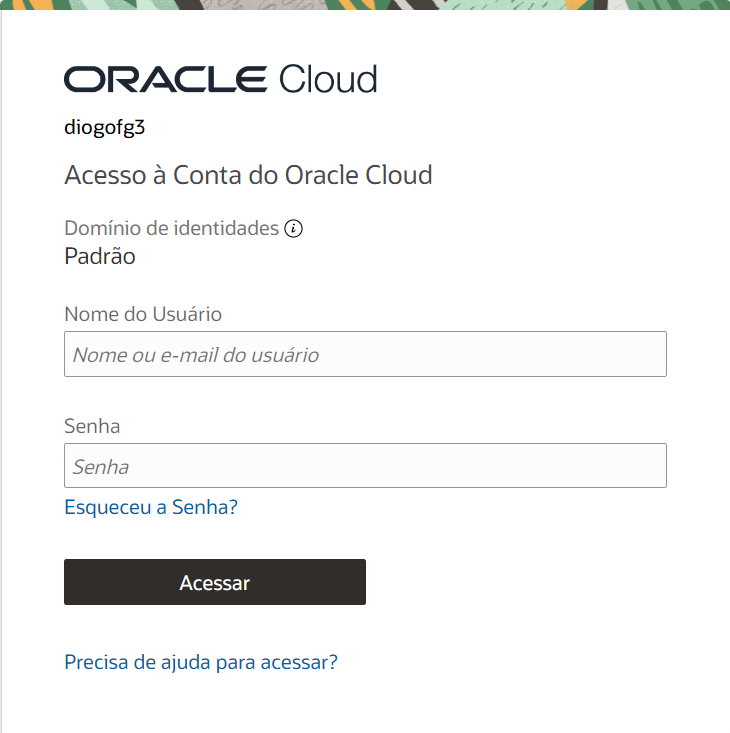 ORACLE Cloud
diogofg3
Acesso à Conta do Oracle Cloud
Domínio de identidades i
Padrão
Nome do Usuário
Nome ou e-mail do usuário
Senha
Senha
Esqueceu a Senha?
Acessar
Precisa de ajuda para acessar?